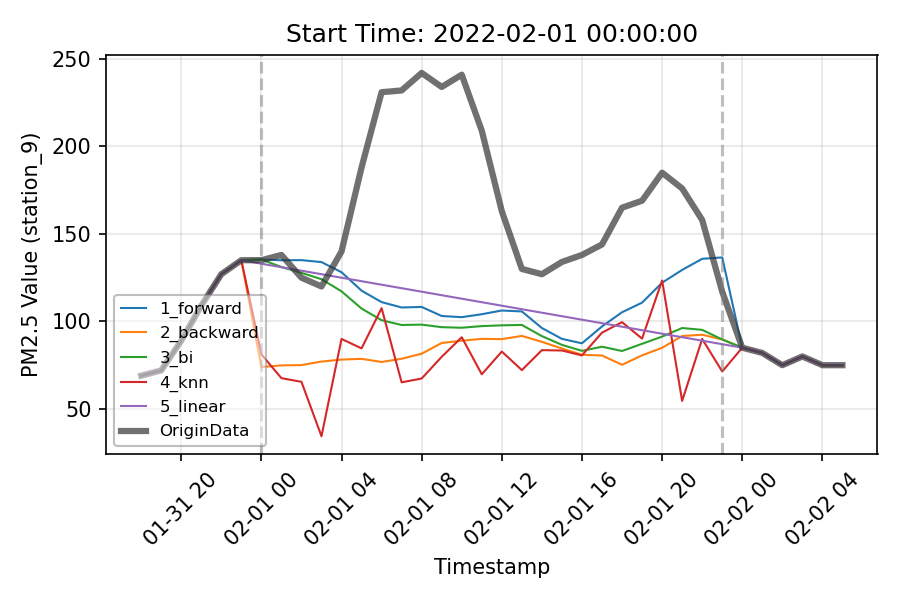 Start Time: 2022-02-01 00:00:00
PM2.5 Value (station_9)
250
200
150
100
50
1_forward
2_backward
3_bi
4_knn
5_linear
OriginData
01-31 20
02-01 00
02-01 04
02-01 08
02-01 12
02-01 16
02-01 20
02-02 00
02-02 04
Timestamp